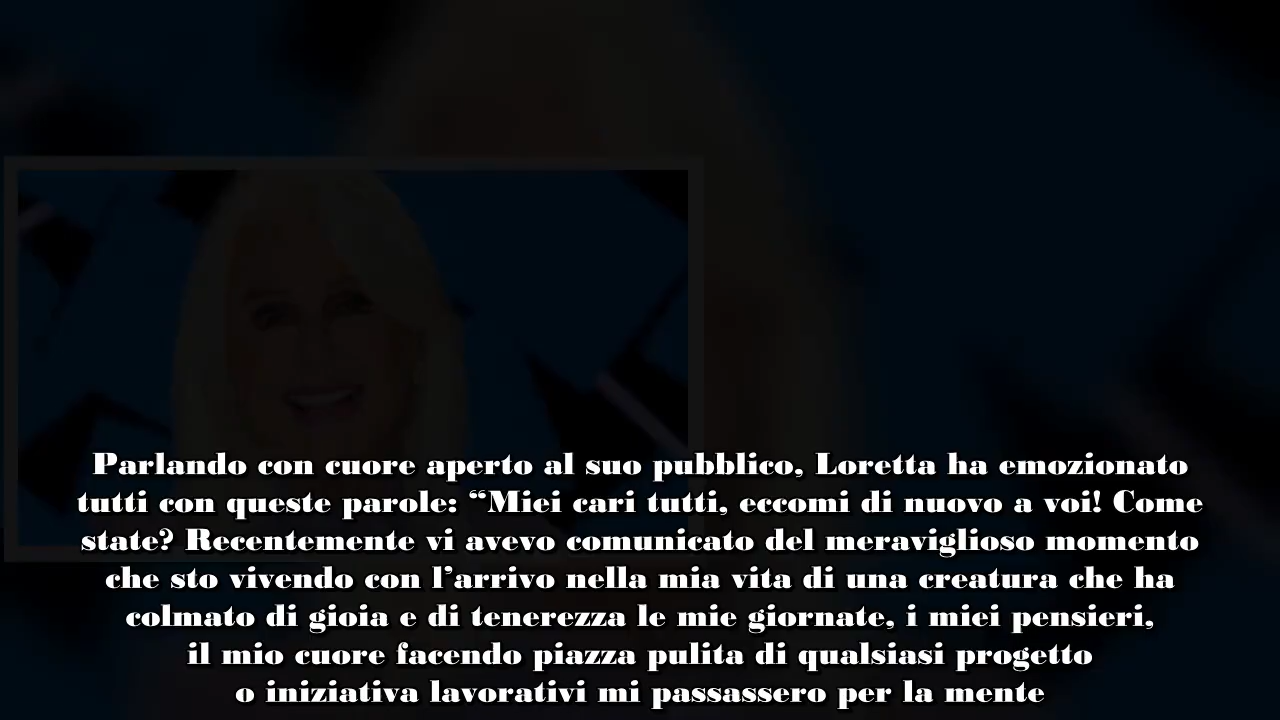 Parlando con cuore aperto al suo pubblico, Loretta ha emozionato
tutti con queste parole: “Miei cari tutti, eccomi di nuovo a voi! Come
state? Recentemente vi avevo comunicato del meraviglioso momento
che sto vivendo con l’arrivo nella mia vita di una creatura che ha
colmato di gioia e di tenerezza le mie giornate, i miei pensieri,
il mio cuore facendo piazza pulita di qualsiasi progetto
o iniziativa lavorativi mi passassero per la mente